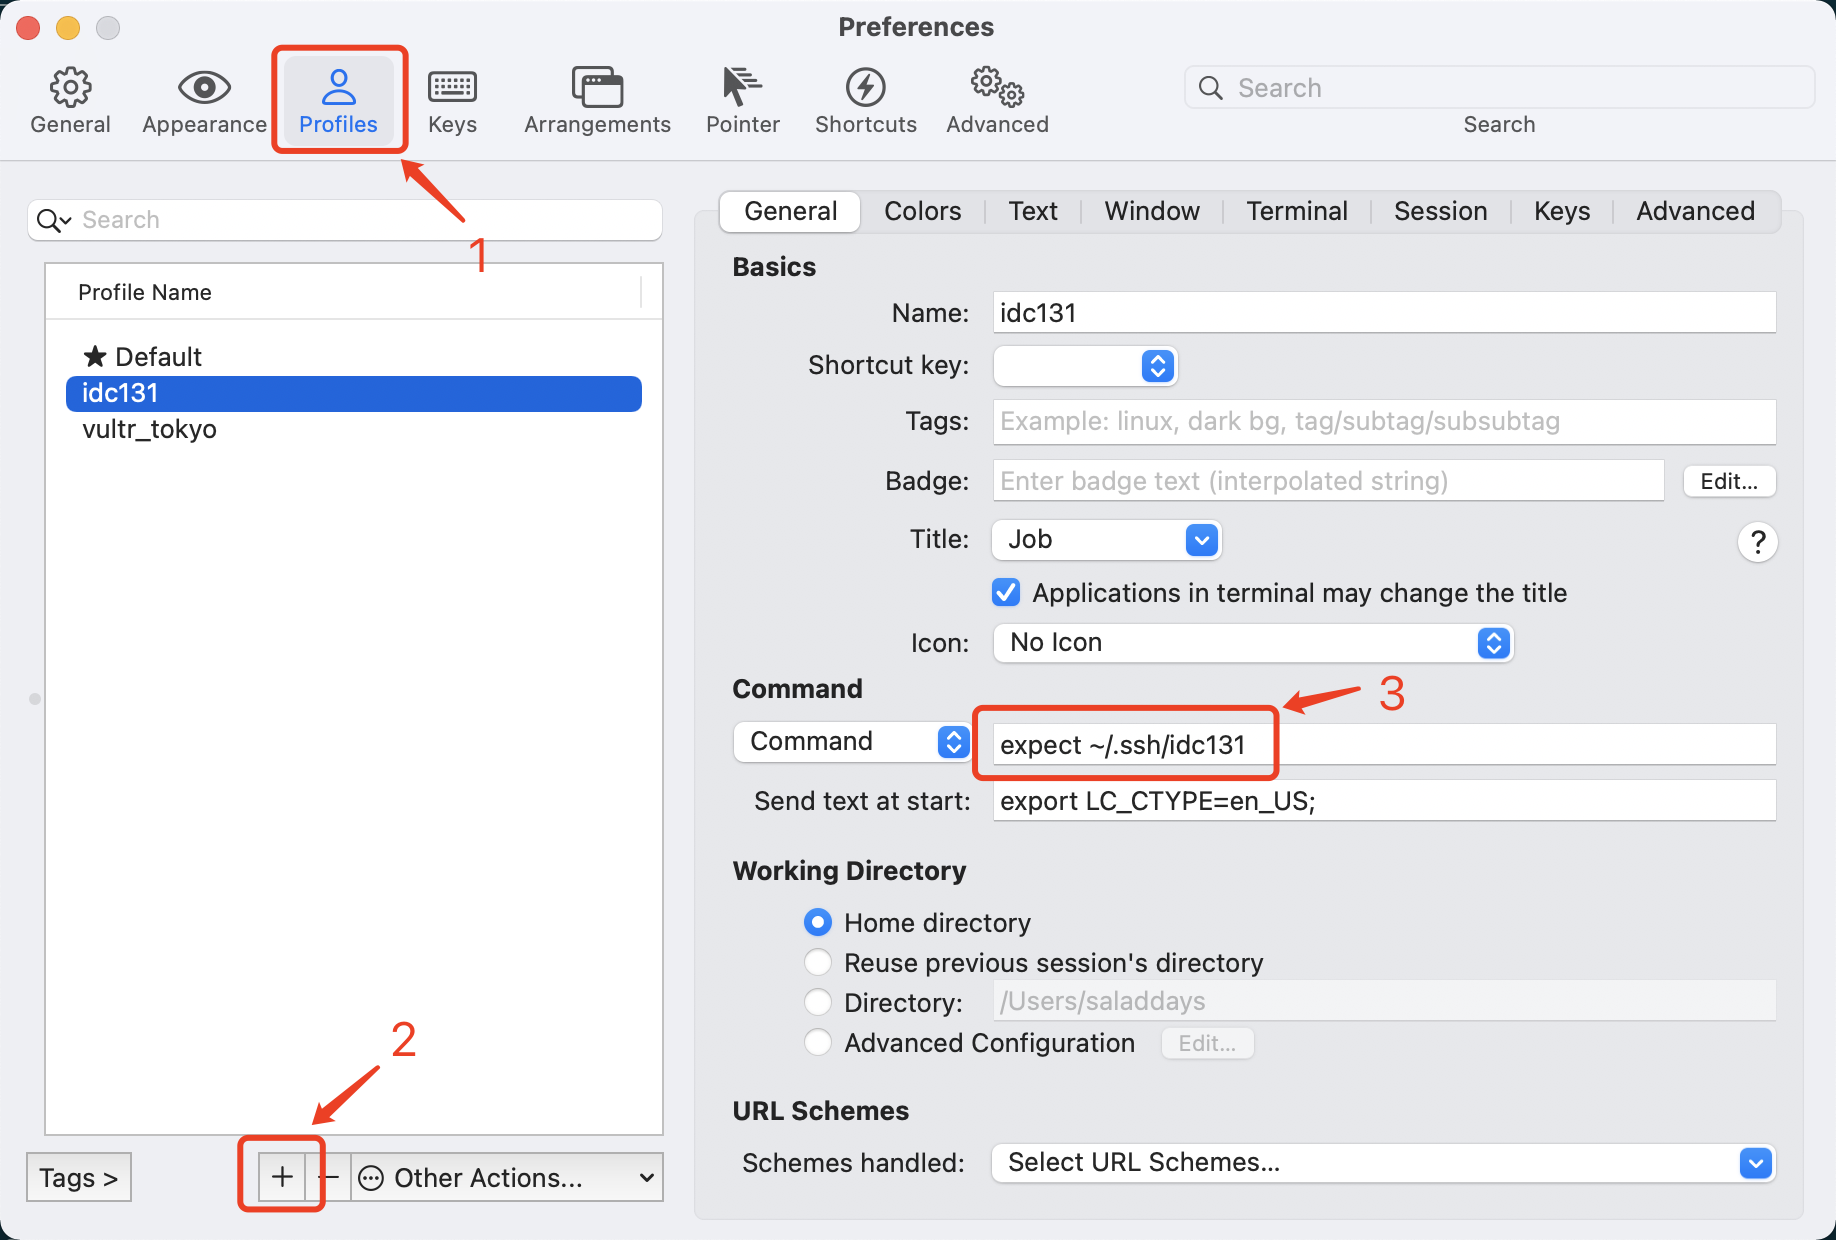 Preferences
General
Appearance
Profiles
Keys
Arrangements
Pointer
Shortcuts
Advanced
Search
Search
1
Search
Profile Name
★ Default
idc131
vultr_tokyo
2
Tags >
+
−
Other Actions...
General
Colors
Text
Window
Terminal
Session
Keys
Advanced
Basics
Name: idc131
Shortcut key:
Tags: Example: linux, dark bg, tag/subtag/subsubtag
Badge: Enter badge text (interpolated string) Edit...
Title: Job ?
Applications in terminal may change the title
Icon: No Icon
Command
3
Command expect ~/.ssh/idc131
Send text at start: export LC_CTYPE=en_US;
Working Directory
Home directory
Reuse previous session's directory
Directory: /Users/saladdays
Advanced Configuration Edit...
URL Schemes
Schemes handled: Select URL Schemes...